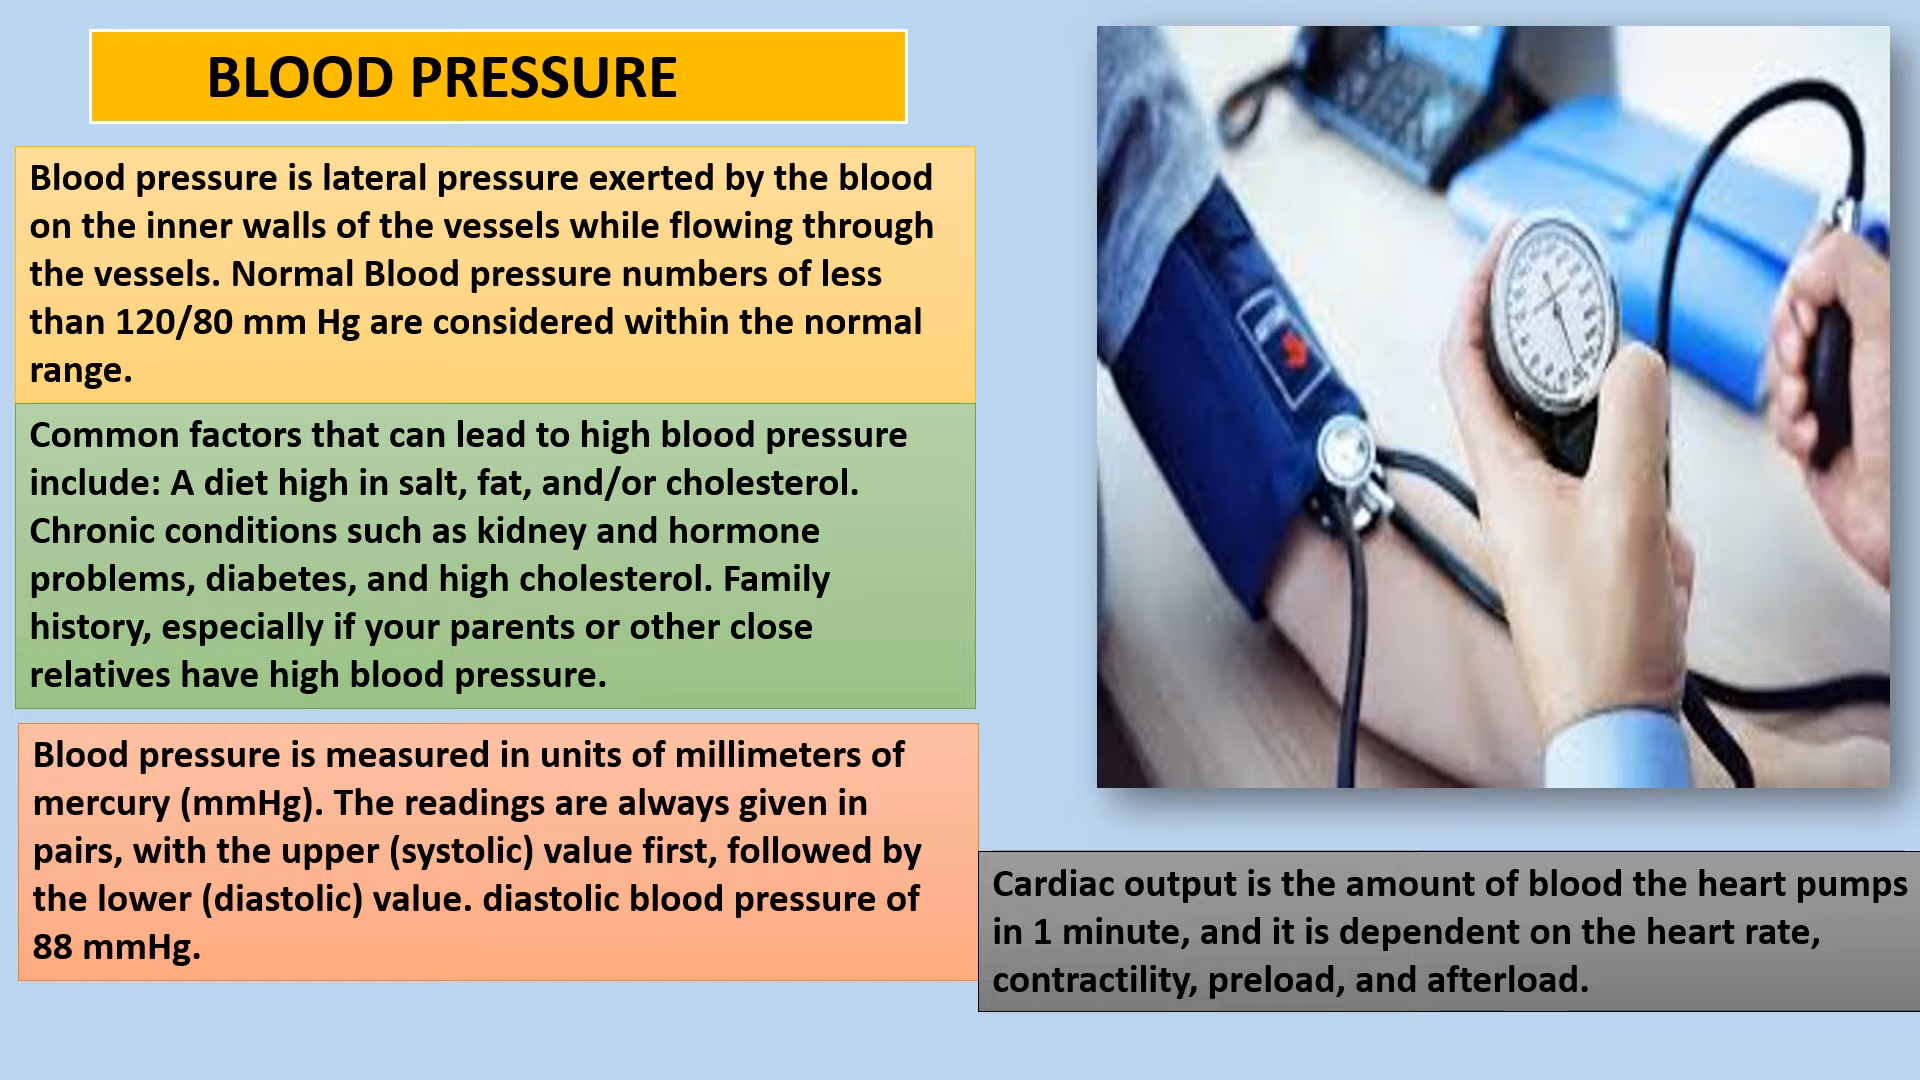 BLOOD PRESSURE
Blood pressure is lateral pressure exerted by the blood
on the inner walls of the vessels while flowing through
the vessels. Normal Blood pressure numbers of less
than 120/80 mm Hg are considered within the normal
range.
Common factors that can lead to high blood pressure
include: A diet high in salt, fat, and/or cholesterol.
Chronic conditions such as kidney and hormone
problems, diabetes, and high cholesterol. Family
history, especially if your parents or other close
relatives have high blood pressure.
Blood pressure is measured in units of millimeters of
mercury (mmHg). The readings are always given in
pairs, with the upper (systolic) value first, followed by
the lower (diastolic) value. diastolic blood pressure of
88 mmHg.
Cardiac output is the amount of blood the heart pumps
in 1 minute, and it is dependent on the heart rate,
contractility, preload, and afterload.